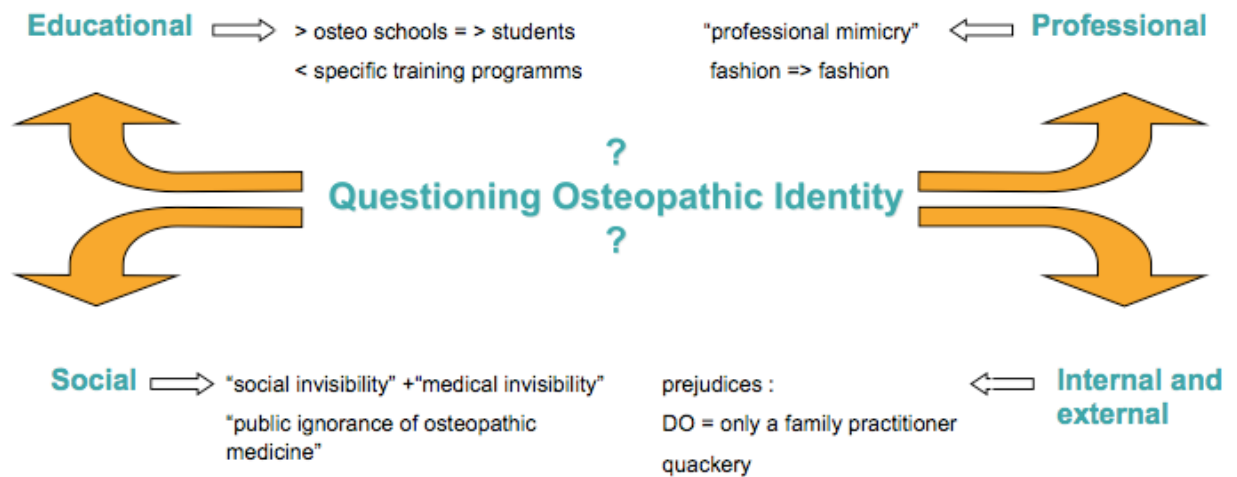 Educational
> osteo schools = > students
< specific training programms
“professional mimicry”
fashion => fashion
Professional
?
Questioning Osteopathic Identity
?
Social
“social invisibility” +“medical invisibility”
“public ignorance of osteopathic
medicine”
prejudices :
DO = only a family practitioner
quackery
Internal and
external